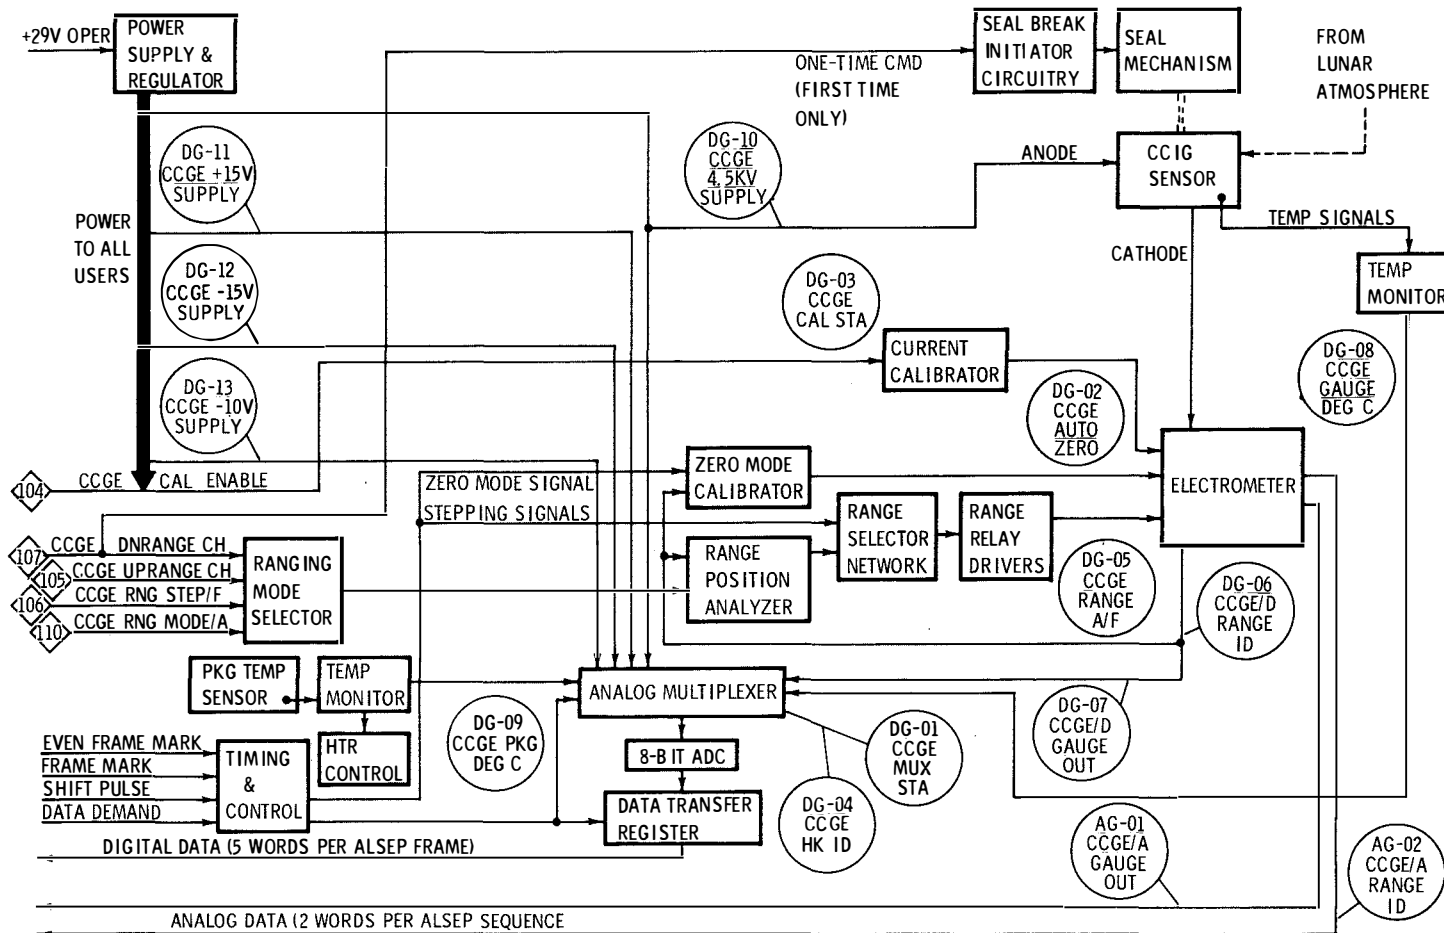 +29V OPER
POWER
SUPPLY &
REGULATOR
SEAL BREAK
INITIATOR
CIRCUITRY
SEAL
MECHANISM
FROM
LUNAR
ATMOSPHERE
ONE-TIME CMD
(FIRST TIME
ONLY)
DG-11
CCGE +15V
SUPPLY
DG-10
CCGE
4.5KV
SUPPLY
ANODE
CCIG
SENSOR
TEMP SIGNALS
POWER
TO ALL
USERS
CATHODE
TEMP
MONITOR
DG-12
CCGE -15V
SUPPLY
DG-03
CCGE
CAL STA
CURRENT
CALIBRATOR
DG-08
CCGE
GAUGE
DEG C
DG-13
CCGE -10V
SUPPLY
DG-02
CCGE
AUTO
ZERO
104
CCGE CAL ENABLE
ZERO MODE SIGNAL
STEPPING SIGNALS
ZERO MODE
CALIBRATOR
ELECTROMETER
107
CCGE DNRANGE CH
105
CCGE UPRANGE CH
106
CCGE RNG STEP/F
110
CCGE RNG MODE/A
RANGING
MODE
SELECTOR
RANGE
POSITION
ANALYZER
RANGE
SELECTOR
NETWORK
RANGE
RELAY
DRIVERS
DG-05
CCGE
RANGE
A/F
DG-06
CCGE/D
RANGE
ID
PKG TEMP
SENSOR
TEMP
MONITOR
HTR
CONTROL
DG-09
CCGE PKG
DEG C
ANALOG MULTIPLEXER
8-BIT ADC
DATA TRANSFER
REGISTER
DG-01
CCGE
MUX
STA
DG-04
CCGE
HK ID
DG-07
CCGE/D
GAUGE
OUT
EVEN FRAME MARK
FRAME MARK
SHIFT PULSE
DATA DEMAND
TIMING
&
CONTROL
DIGITAL DATA (5 WORDS PER ALSEP FRAME)
AG-01
CCGE/A
GAUGE
OUT
AG-02
CCGE/A
RANGE
ID
ANALOG DATA (2 WORDS PER ALSEP SEQUENCE